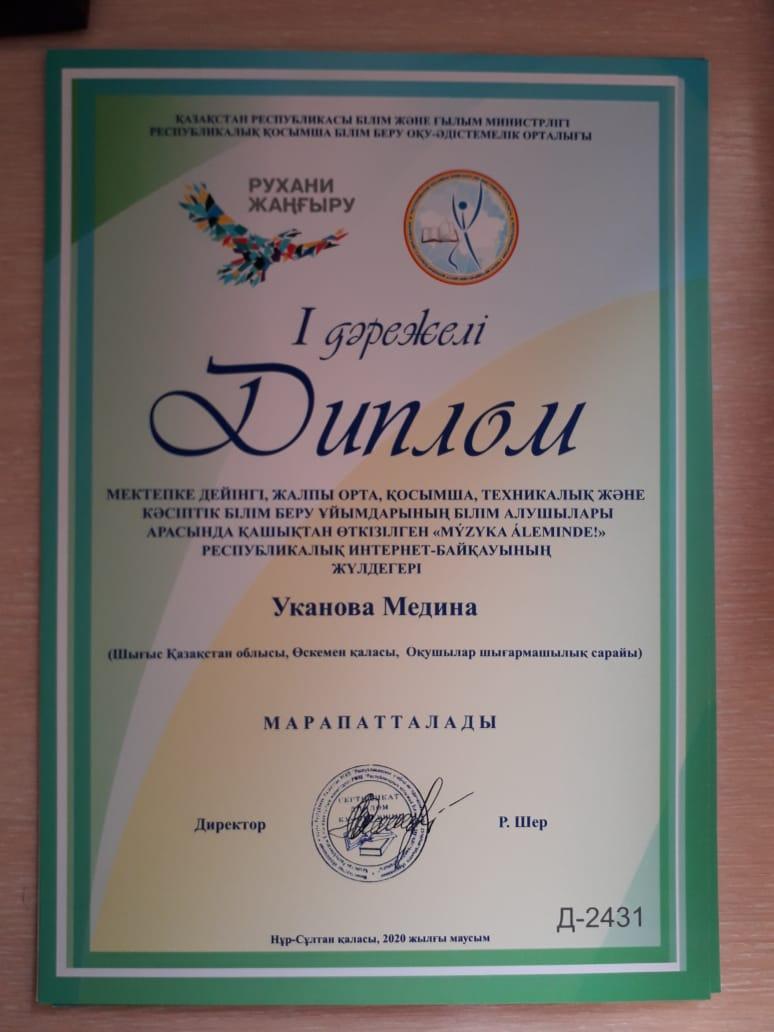 ҚАЗАҚСТАН РЕСПУБЛИКАСЫ БІЛІМ ЖӘНЕ ҒЫЛЫМ МИНИСТРЛІГІ
РЕСПУБЛИКАЛЫҚ ҚОСЫМША БІЛІМ БЕРУ ОҚУ-ӘДІСТЕМЕЛІК ОРТАЛЫҒЫ
РУХАНИ
ЖАҢҒЫРУ
I дәрежелі
Диплом
МЕКТЕПКЕ ДЕЙІНГІ, ЖАЛПЫ ОРТА, ҚОСЫМША, ТЕХНИКАЛЫҚ ЖӘНЕ
КӘСІПТІК БІЛІМ БЕРУ ҰЙЫМДАРЫНЫҢ БІЛІМ АЛУШЫЛАРЫ
АРАСЫНДА ҚАШЫҚТАН ӨТКІЗІЛГЕН «MÝZYKA ÁLEMINDE!»
РЕСПУБЛИКАЛЫҚ ИНТЕРНЕТ-БАЙҚАУЫНЫҢ
ЖҮЛДЕГЕРІ
Уканова Медина
(Шығыс Қазақстан облысы, Өскемен қаласы, Оқушылар шығармашылық сарайы)
МАРАПАТТАЛАДЫ
СЕРТИФИКАТ
ДИПЛОМ
Директор
Р. Шер
Д-2431
Нұр-Сұлтан қаласы, 2020 жылғы маусым